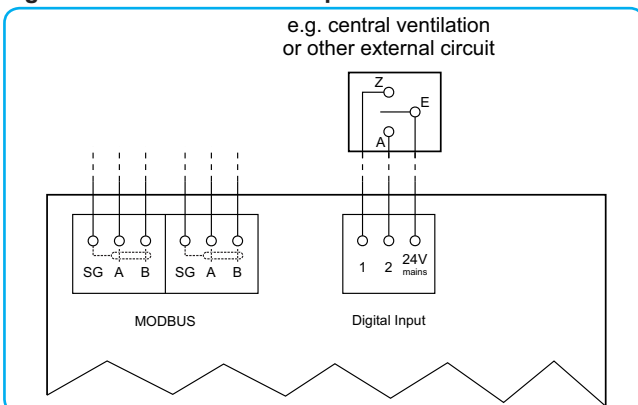 e.g. central ventilation
or other external circuit
Z
E
A
SG A B SG A B
1 2 24V
mains
MODBUS Digital Input